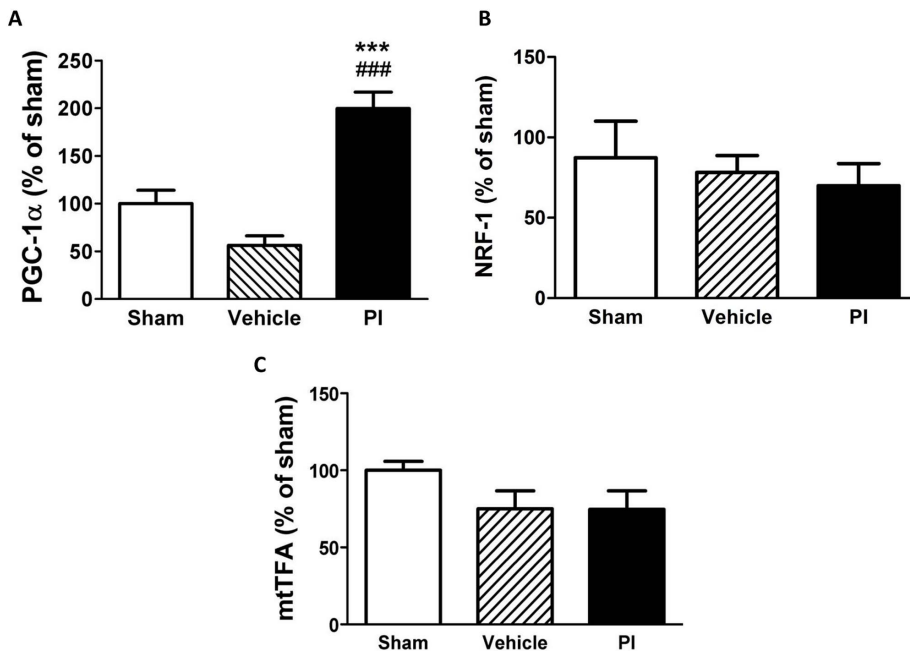 A
PGC-1α (% of sham)
250
200
150
100
50
0
***
###
Sham Vehicle PI
B
NRF-1 (% of sham)
150
100
50
0
Sham Vehicle PI
C
mtTFA (% of sham)
150
100
50
0
Sham Vehicle PI